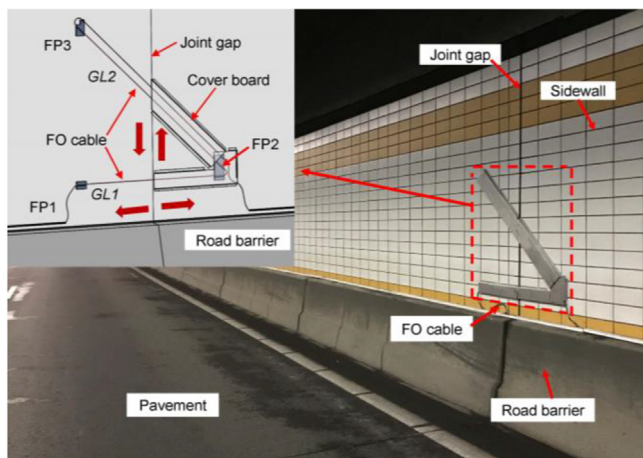 FP3
Joint gap
GL2
Cover board
FO cable
FP2
FP1
GL1
Road barrier
Joint gap
Sidewall
FO cable
Pavement
Road barrier